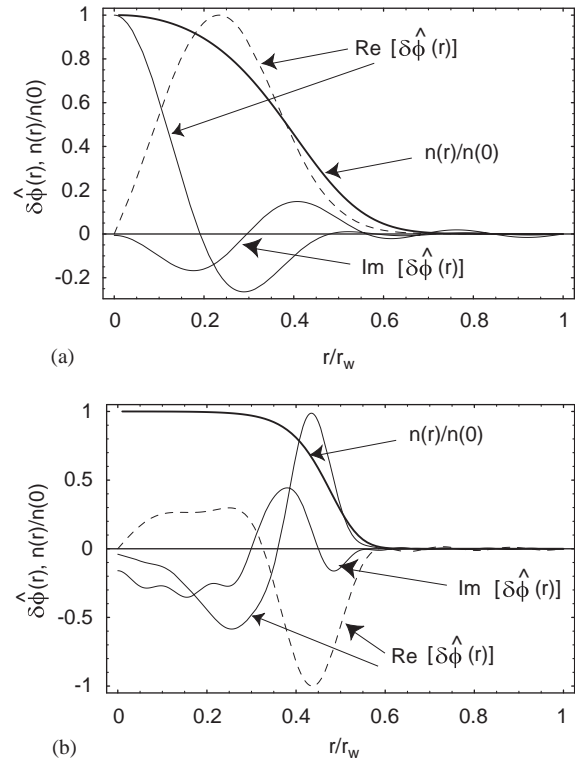 (a)
δφ̂(r), n(r)/n(0)
1
0.8
0.6
0.4
0.2
0
-0.2
Re [δφ̂(r)]
n(r)/n(0)
Im [δφ̂(r)]
0 0.2 0.4 0.6 0.8 1
r/r_w
(b)
δφ̂(r), n(r)/n(0)
1
0.5
0
-0.5
-1
n(r)/n(0)
Im [δφ̂(r)]
Re [δφ̂(r)]
0 0.2 0.4 0.6 0.8 1
r/r_w